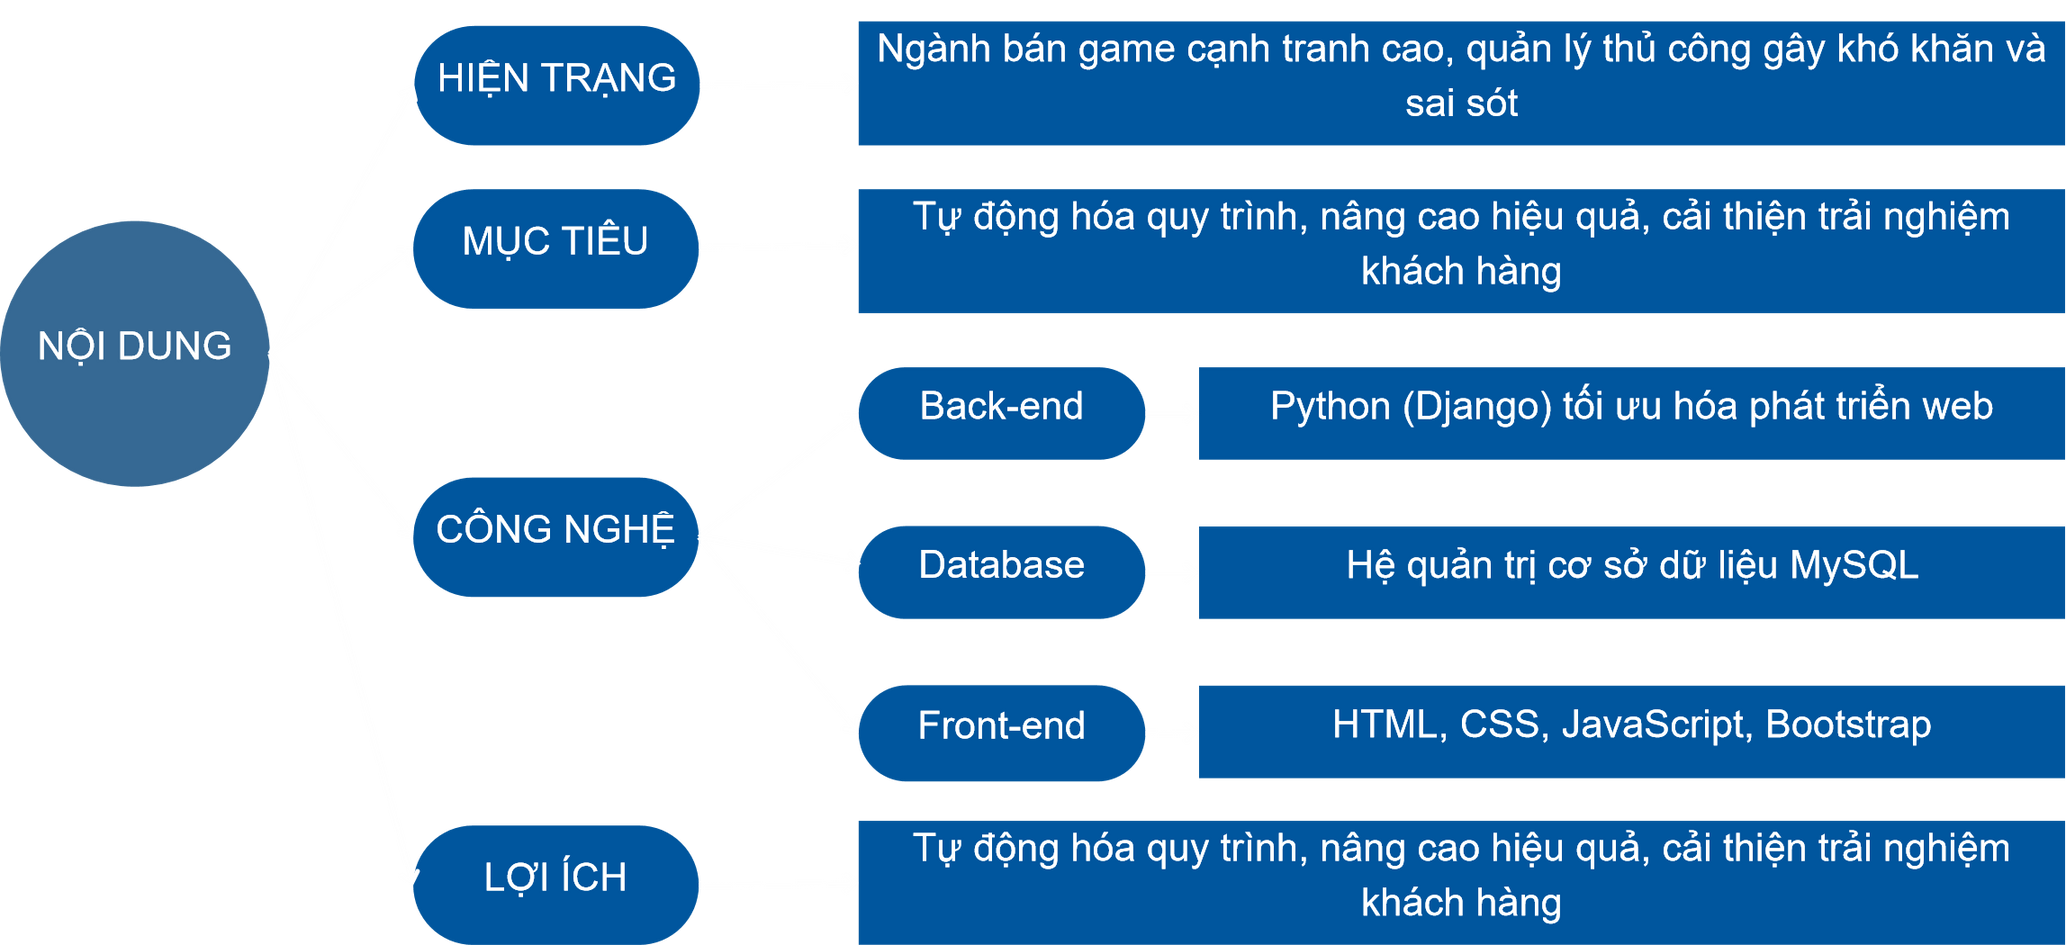 NỘI DUNG
HIỆN TRẠNG
Ngành bán game cạnh tranh cao, quản lý thủ công gây khó khăn và
sai sót
MỤC TIÊU
Tự động hóa quy trình, nâng cao hiệu quả, cải thiện trải nghiệm
khách hàng
CÔNG NGHỆ
Back-end
Python (Django) tối ưu hóa phát triển web
Database
Hệ quản trị cơ sở dữ liệu MySQL
Front-end
HTML, CSS, JavaScript, Bootstrap
LỢI ÍCH
Tự động hóa quy trình, nâng cao hiệu quả, cải thiện trải nghiệm
khách hàng